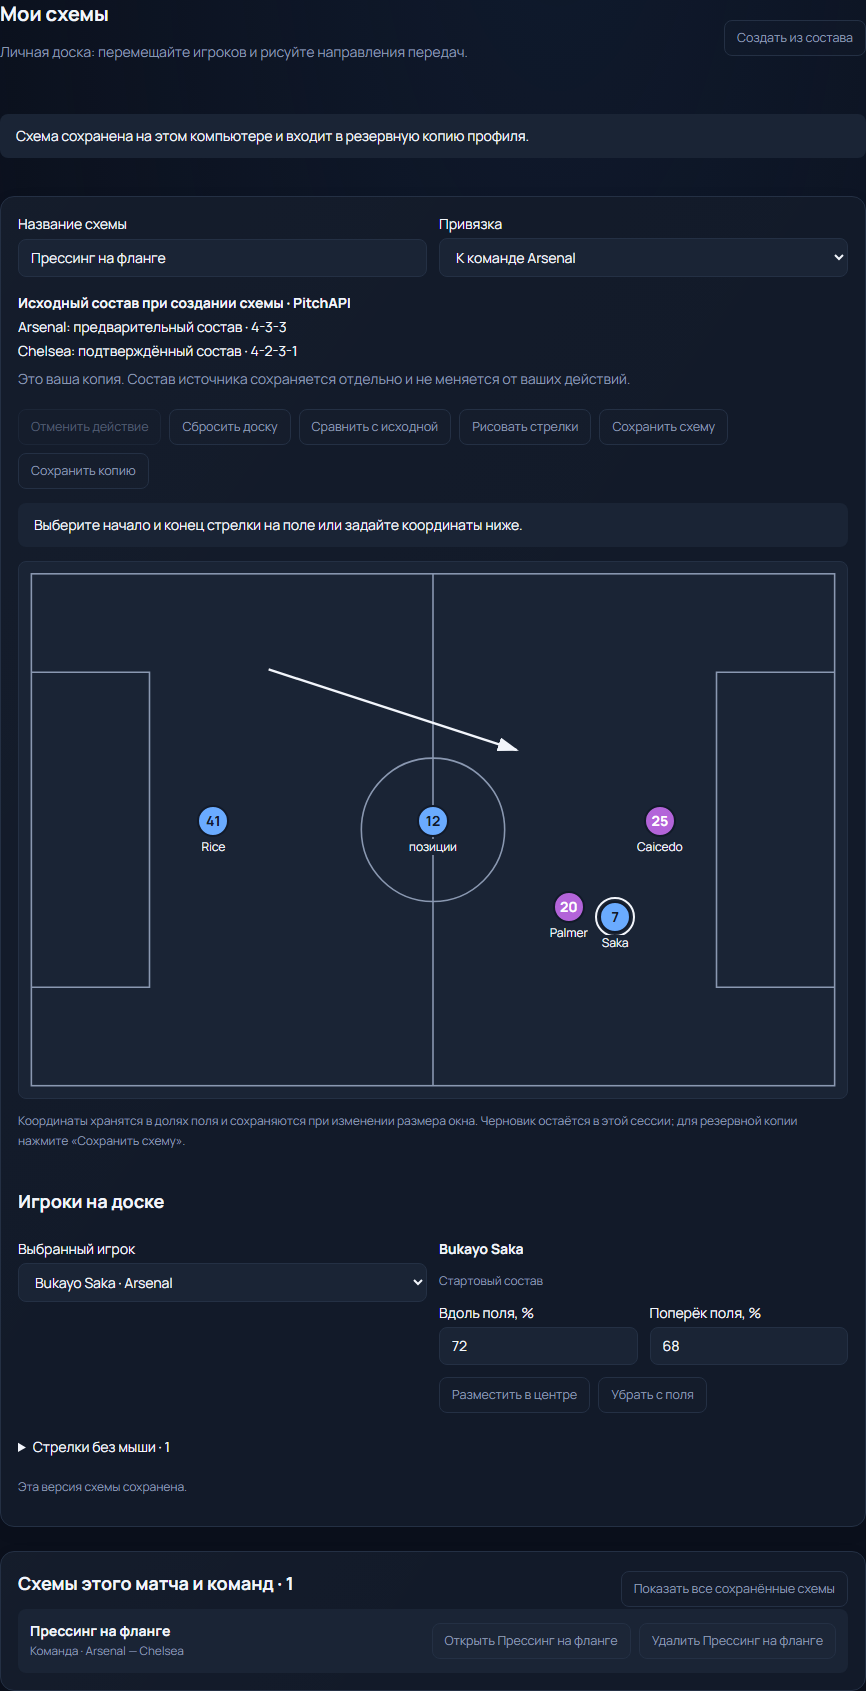 Мои схемы
Личная доска: перемещайте игроков и рисуйте направления передач.
Создать из состава
Схема сохранена на этом компьютере и входит в резервную копию профиля.
Название схемы
Привязка
Прессинг на фланге
К команде Arsenal
Исходный состав при создании схемы · PitchAPI
Arsenal: предварительный состав · 4-3-3
Chelsea: подтверждённый состав · 4-2-3-1
Это ваша копия. Состав источника сохраняется отдельно и не меняется от ваших действий.
Отменить действие
Сбросить доску
Сравнить с исходной
Рисовать стрелки
Сохранить схему
Сохранить копию
Выберите начало и конец стрелки на поле или задайте координаты ниже.
41
Rice
12
позиции
25
Caicedo
20
Palmer
7
Saka
Координаты хранятся в долях поля и сохраняются при изменении размера окна. Черновик остаётся в этой сессии; для резервной копии
нажмите «Сохранить схему».
Игроки на доске
Выбранный игрок
Bukayo Saka · Arsenal
Bukayo Saka
Стартовый состав
Вдоль поля, %
Поперёк поля, %
72
68
Разместить в центре
Убрать с поля
Стрелки без мыши · 1
Эта версия схемы сохранена.
Схемы этого матча и команд · 1
Показать все сохранённые схемы
Прессинг на фланге
Команда · Arsenal — Chelsea
Открыть Прессинг на фланге
Удалить Прессинг на фланге